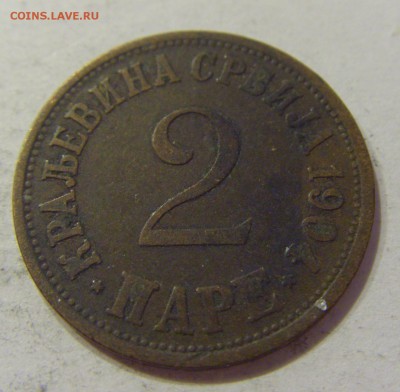 COINS.LAVE.RU
КРАЉЕВИНА СРБИЈА 1904
2
ПАРЕ